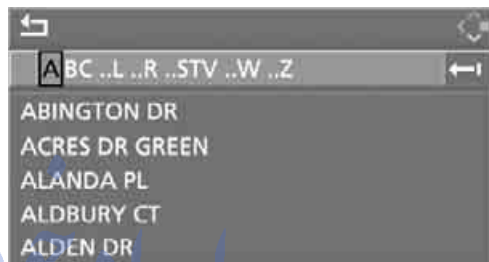 ABC ..L ..R ..STV ..W ..Z
ABINGTON DR
ACRES DR GREEN
ALANDA PL
ALDBURY CT
ALDEN DR